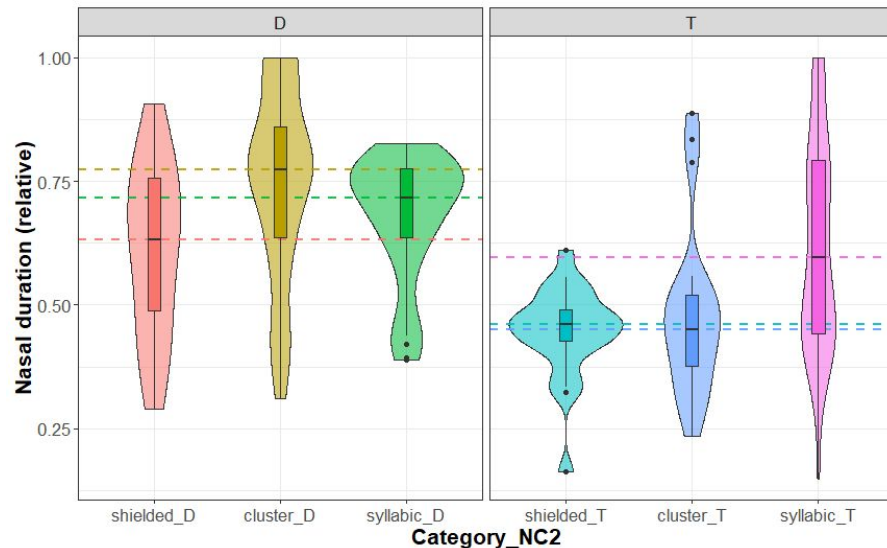 D
T
Nasal duration (relative)
1.00
0.75
0.50
0.25
shielded_D cluster_D syllabic_D
shielded_T cluster_T syllabic_T
Category_NC2